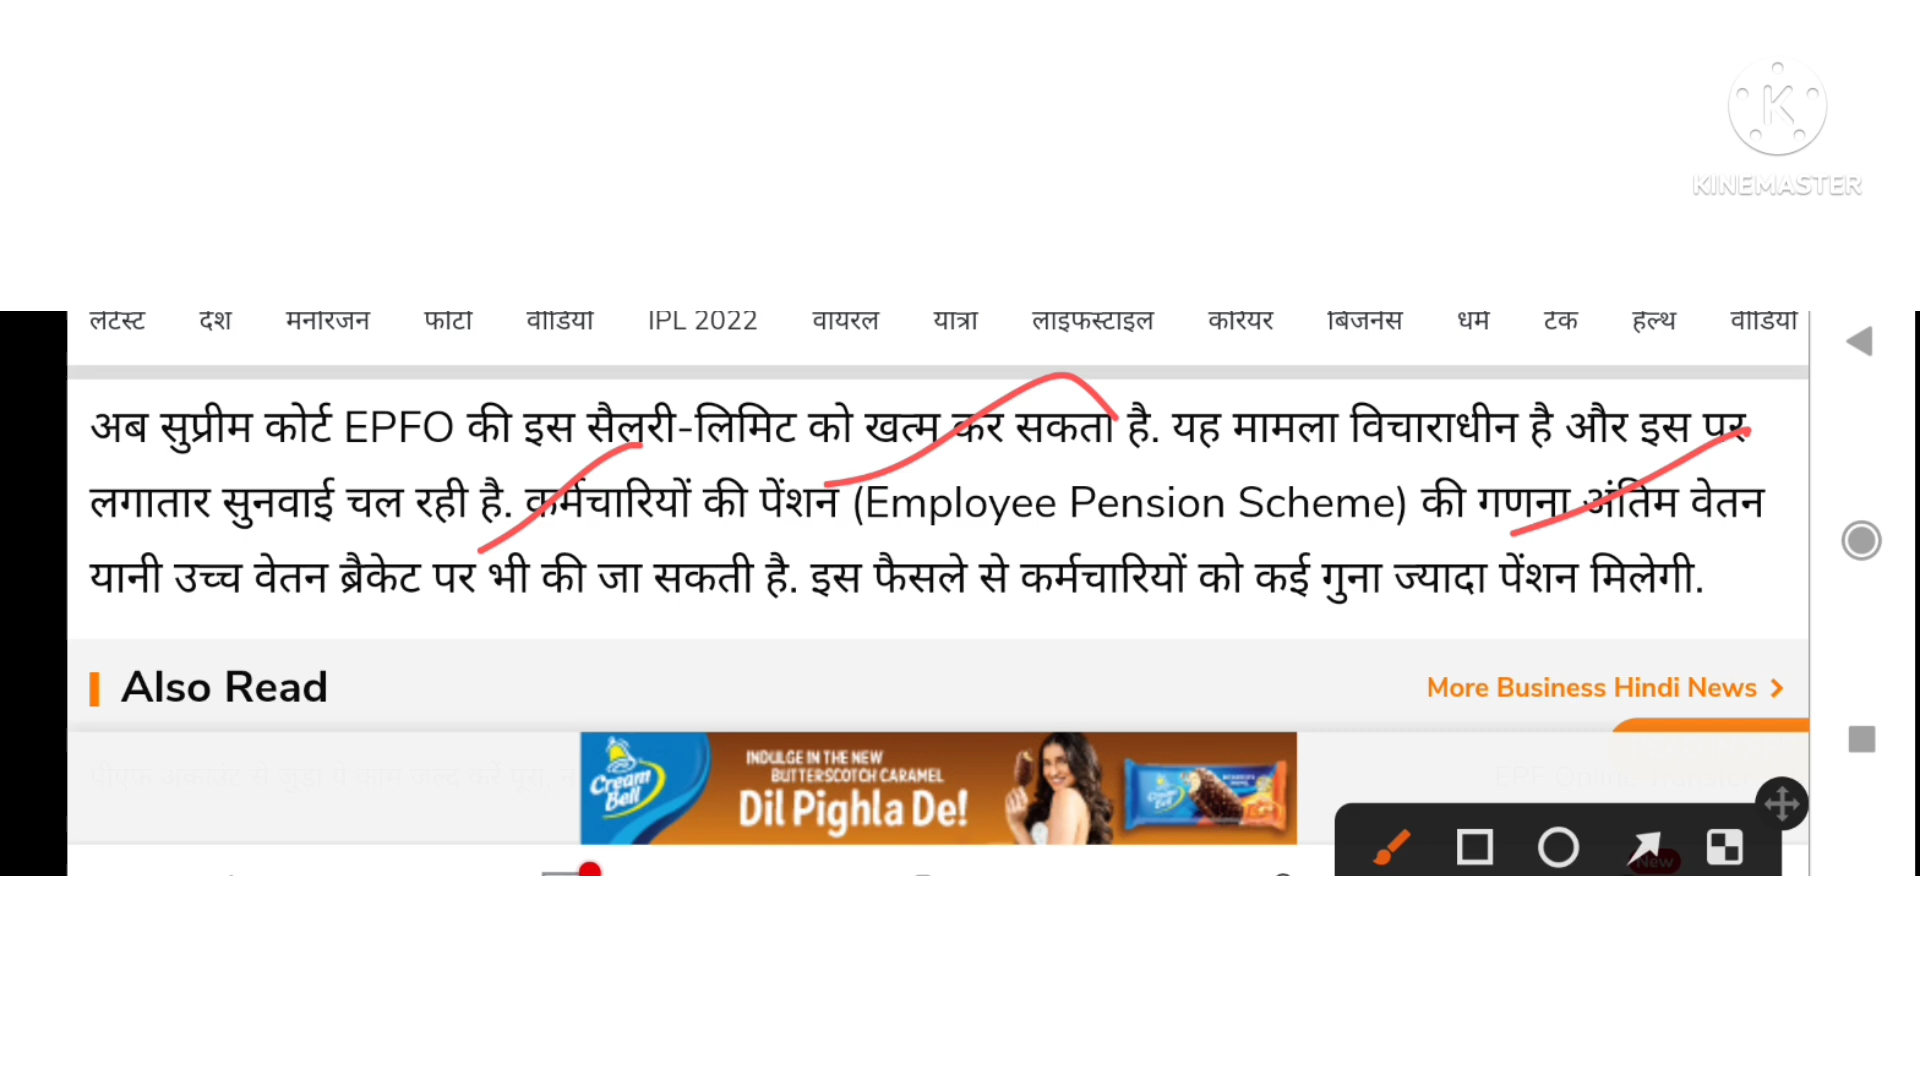 KINEMASTER
लेटेस्ट देश मनोरंजन फोटो वीडियो IPL 2022 वायरल यात्रा लाइफस्टाइल करियर बिजनेस धर्म टेक हेल्थ वीडियो
अब सुप्रीम कोर्ट EPFO की इस सैलरी-लिमिट को खत्म कर सकता है. यह मामला विचाराधीन है और इस पर
लगातार सुनवाई चल रही है. कर्मचारियों की पेंशन (Employee Pension Scheme) की गणना अंतिम वेतन
यानी उच्च वेतन ब्रैकेट पर भी की जा सकती है. इस फैसले से कर्मचारियों को कई गुना ज्यादा पेंशन मिलेगी.
Also Read
More Business Hindi News
Cream Bell
INDULGE IN THE NEW
BUTTERSCOTCH CARAMEL
Dil Pighla De!
New